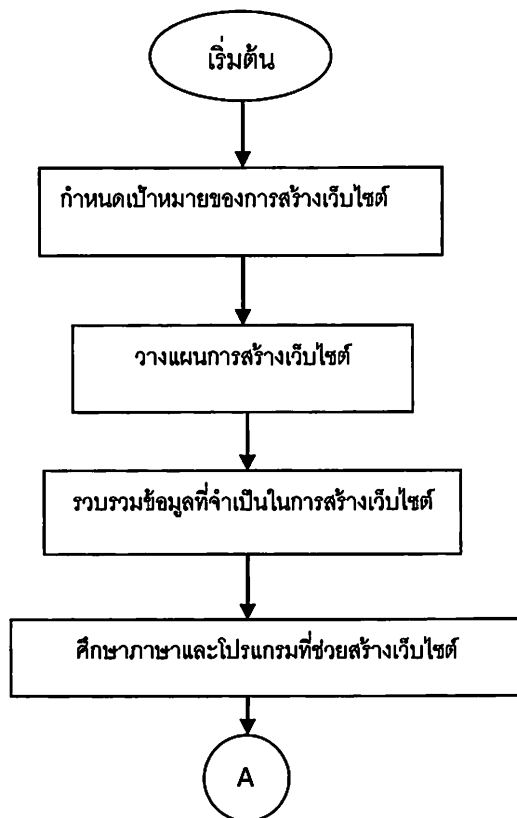 เริ่มต้น
กำหนดเป้าหมายของการสร้างเว็บไซต์
วางแผนการสร้างเว็บไซต์
รวบรวมข้อมูลที่จำเป็นในการสร้างเว็บไซต์
ศึกษาภาษาและโปรแกรมที่ช่วยสร้างเว็บไซต์
A